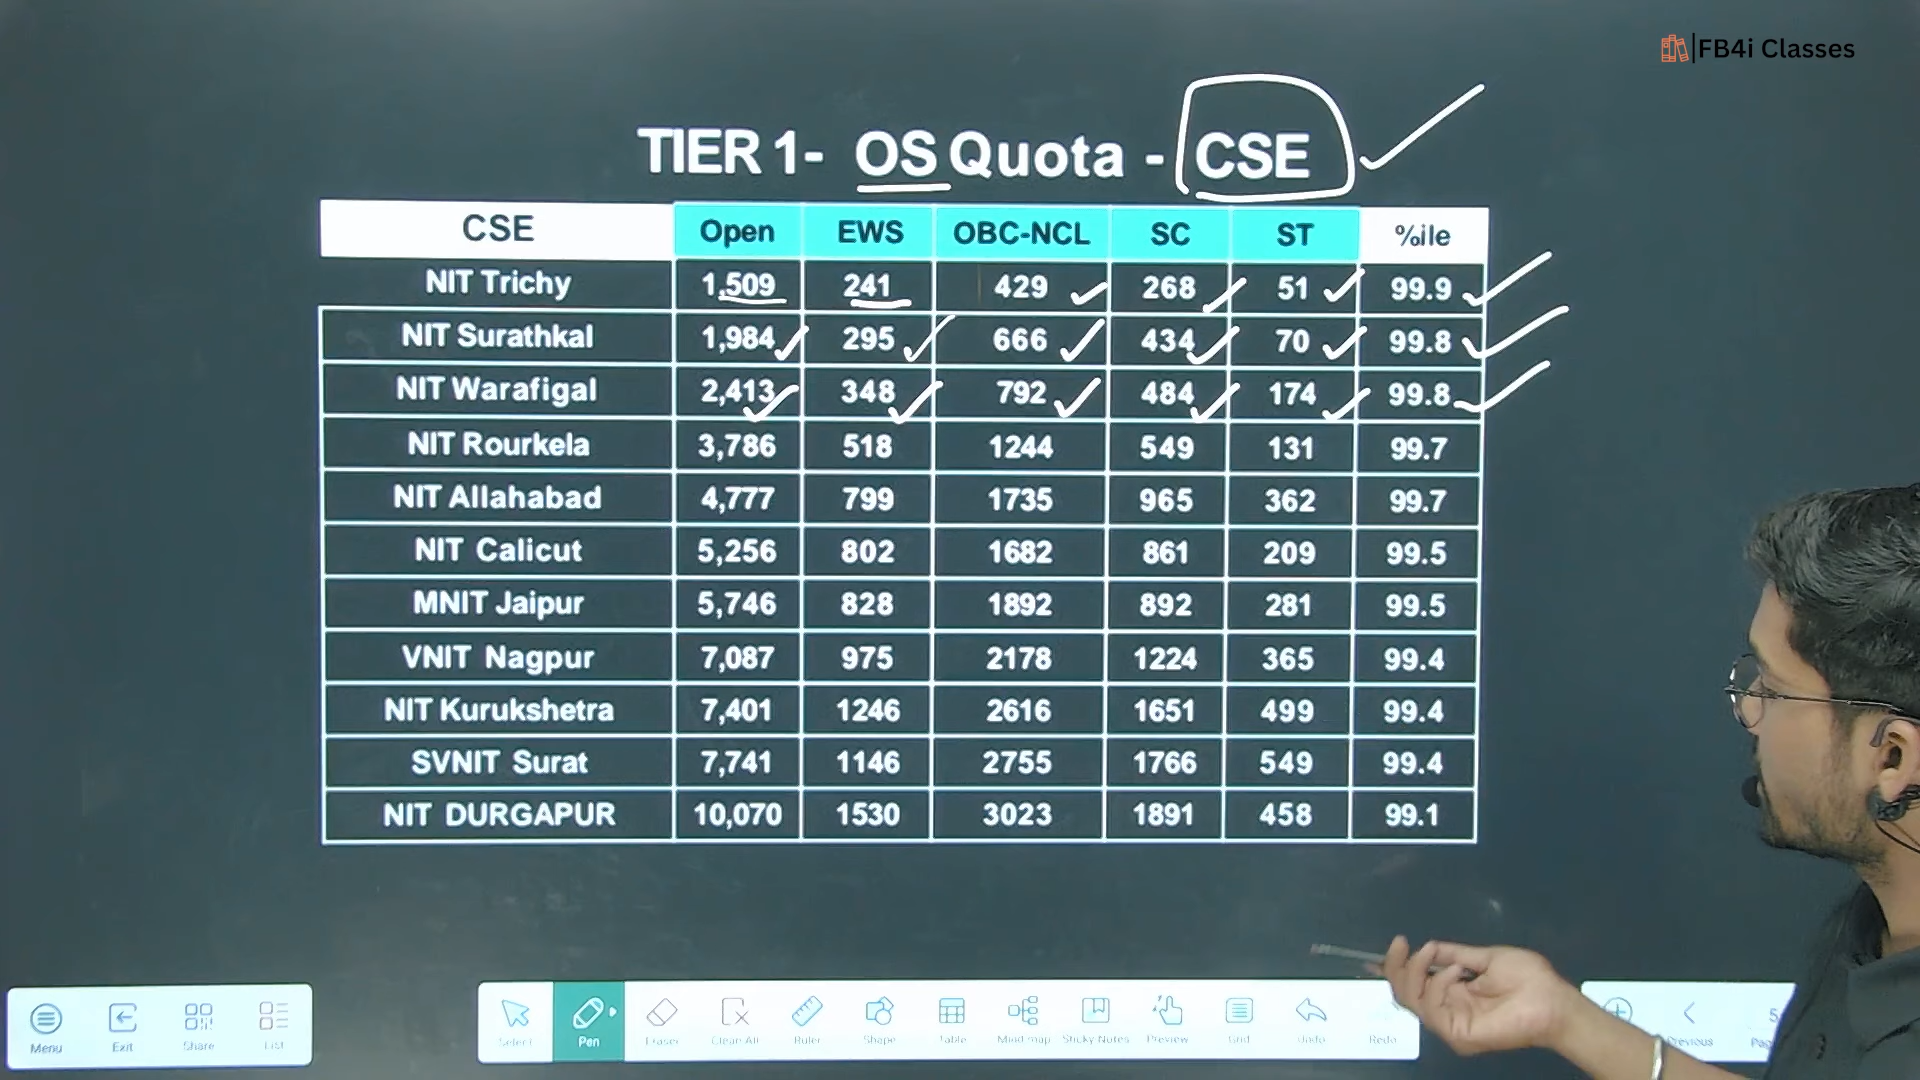 FB4i Classes
TIER 1- OS Quota - CSE
CSE Open EWS OBC-NCL SC ST %ile
NIT Trichy 1,509 241 429 268 51 99.9
NIT Surathkal 1,984 295 666 434 70 99.8
NIT Warafigal 2,413 348 792 484 174 99.8
NIT Rourkela 3,786 518 1244 549 131 99.7
NIT Allahabad 4,777 799 1735 965 362 99.7
NIT Calicut 5,256 802 1682 861 209 99.5
MNIT Jaipur 5,746 828 1892 892 281 99.5
VNIT Nagpur 7,087 975 2178 1224 365 99.4
NIT Kurukshetra 7,401 1246 2616 1651 499 99.4
SVNIT Surat 7,741 1146 2755 1766 549 99.4
NIT DURGAPUR 10,070 1530 3023 1891 458 99.1
Menu Exit Share List Select Pen Eraser Clean All Ruler Shape Table Mind map Sticky Notes Preview Grid Undo Redo